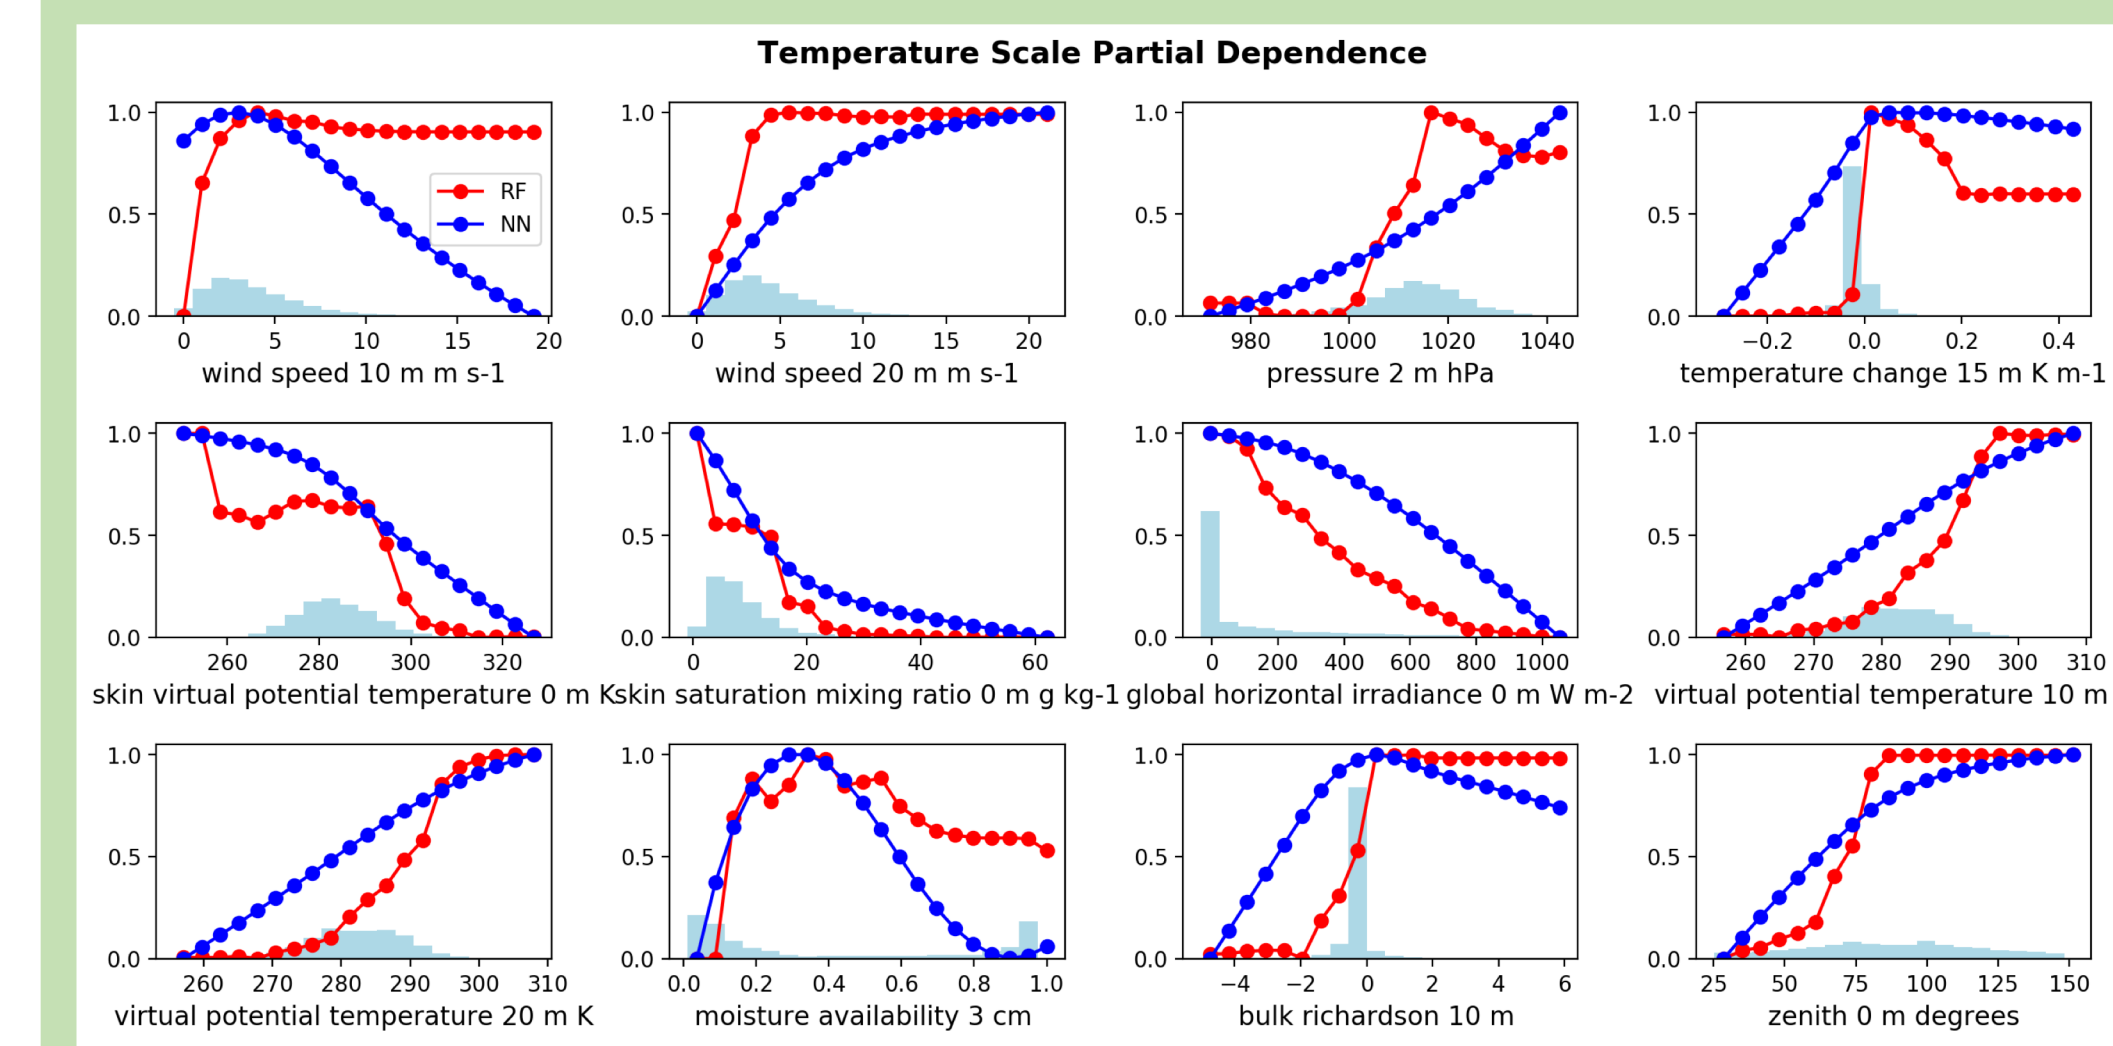 Temperature Scale Partial Dependence
1.0 0.5 0.0
0 5 10 15 20
wind speed 10 m m s-1
RF
NN
1.0 0.5 0.0
0 5 10 15 20
wind speed 20 m m s-1
1.0 0.5 0.0
980 1000 1020 1040
pressure 2 m hPa
1.0 0.5 0.0
−0.2 0.0 0.2 0.4
temperature change 15 m K m-1
1.0 0.5 0.0
260 280 300 320
skin virtual potential temperature 0 m K
1.0 0.5 0.0
0 20 40 60
skin saturation mixing ratio 0 m g kg-1
1.0 0.5 0.0
0 200 400 600 800 1000
global horizontal irradiance 0 m W m-2
1.0 0.5 0.0
260 270 280 290 300 310
virtual potential temperature 10 m
1.0 0.5 0.0
260 270 280 290 300 310
virtual potential temperature 20 m K
1.0 0.5 0.0
0.0 0.2 0.4 0.6 0.8 1.0
moisture availability 3 cm
1.0 0.5 0.0
−4 −2 0 2 4 6
bulk richardson 10 m
1.0 0.5 0.0
25 50 75 100 125 150
zenith 0 m degrees